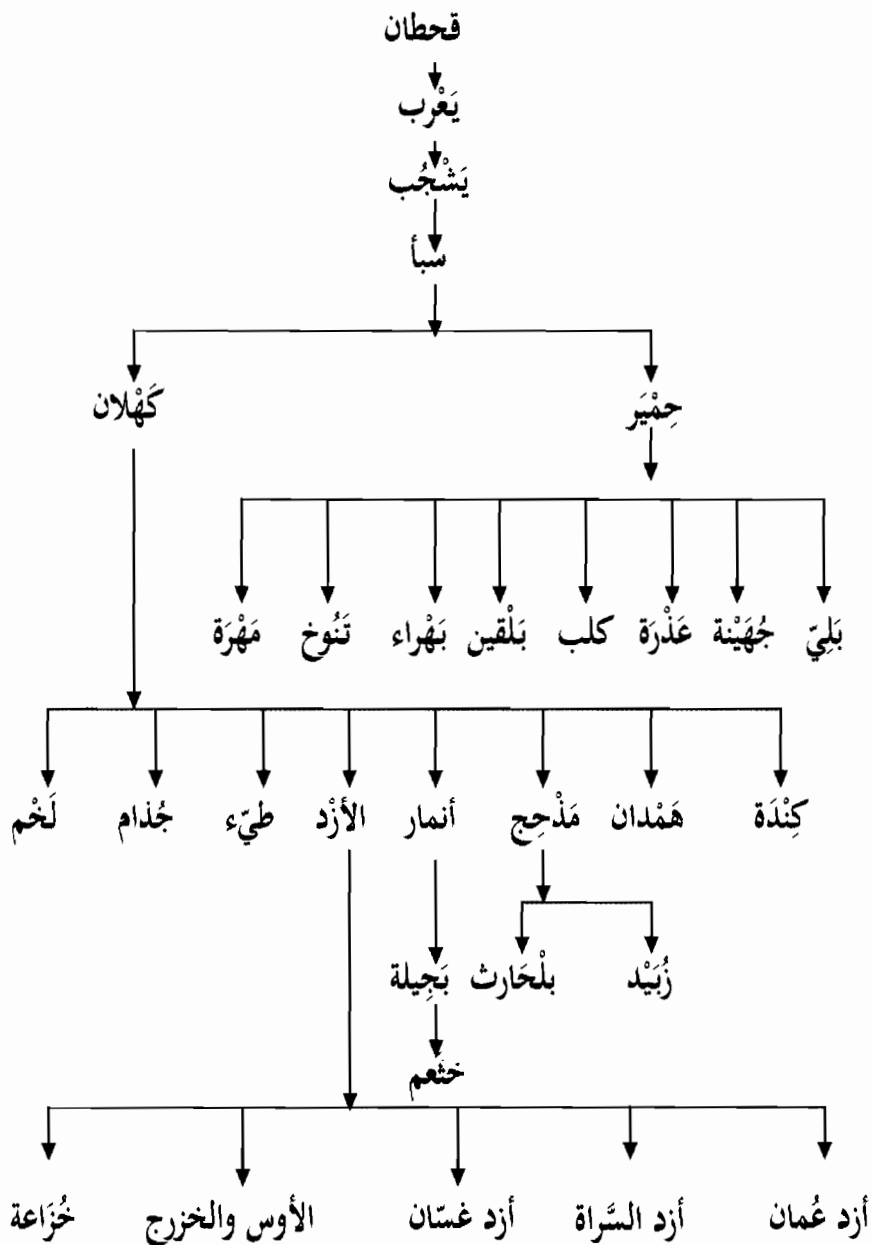 قحطان
يَعْرب
يَشْجُب
سبأ
حِمْيَر كَهْلان
بَلِيّ جُهَيْنة عَذْرَة كلب بَلْقين بَهْراء تَنُوخ مَهْرَة
كِنْدَة هَمْدان مَذْحِج أنمار الأزْد طيّء جُذام لَخْم
زُبَيْد بلْحَارث بَجِيلة
خثعم
أزد عُمان أزد السَّراة أزد غسّان الأوس والخزرج خُزَاعة